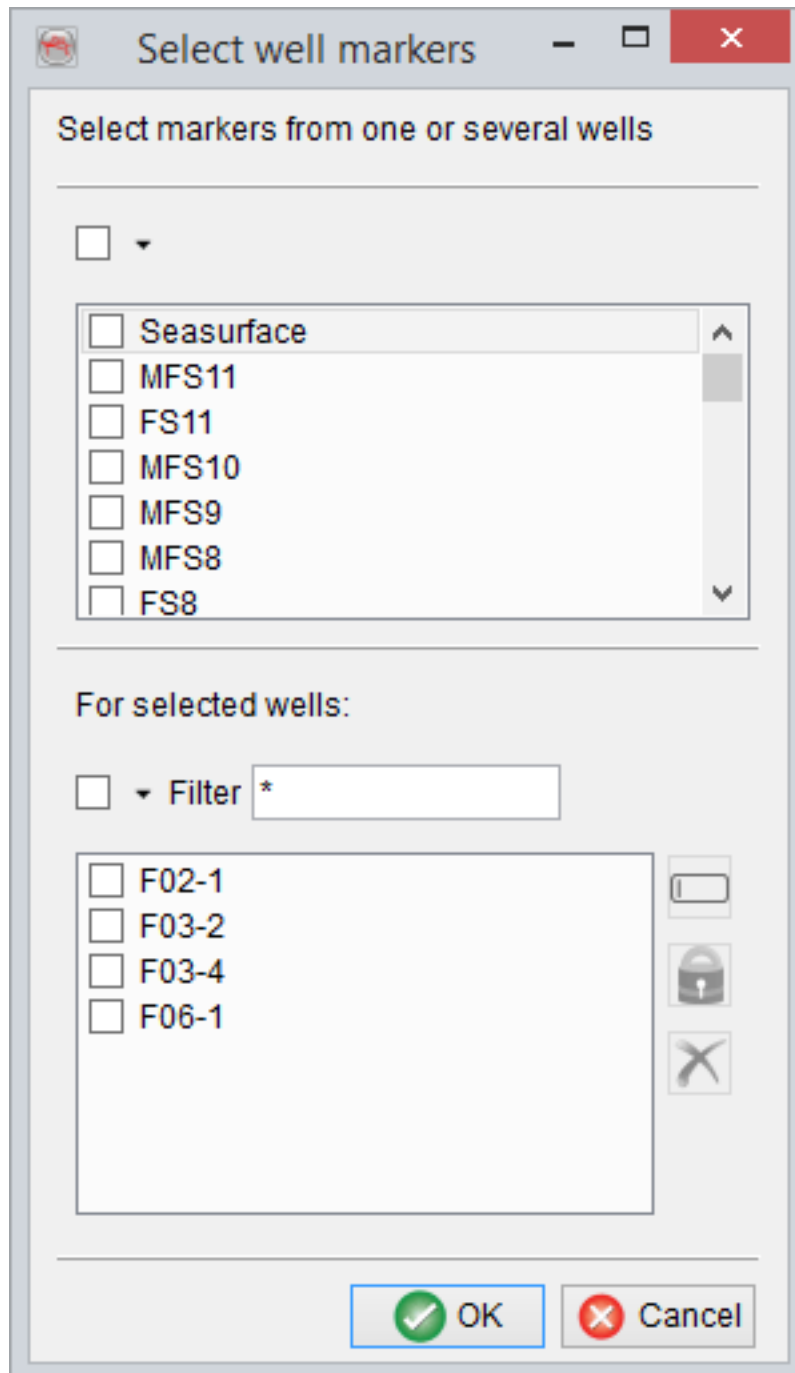 Select well markers
Select markers from one or several wells
Seasurface
MFS11
FS11
MFS10
MFS9
MFS8
FS8
For selected wells:
Filter *
F02-1
F03-2
F03-4
F06-1
OK Cancel